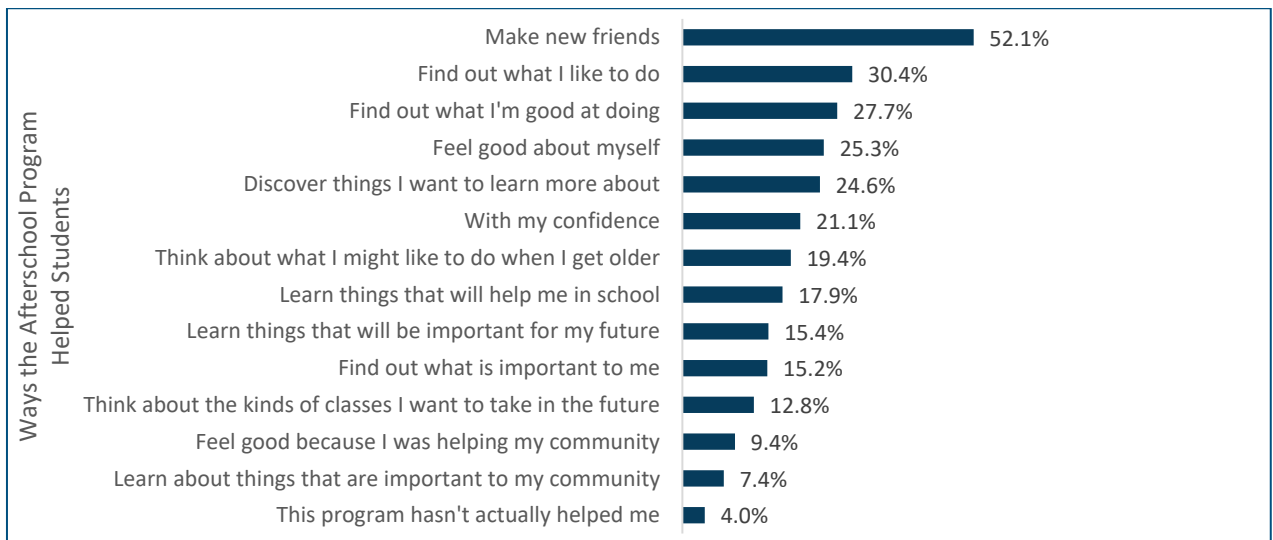 Ways the Afterschool Program
Helped Students
Make new friends 52.1%
Find out what I like to do 30.4%
Find out what I'm good at doing 27.7%
Feel good about myself 25.3%
Discover things I want to learn more about 24.6%
With my confidence 21.1%
Think about what I might like to do when I get older 19.4%
Learn things that will help me in school 17.9%
Learn things that will be important for my future 15.4%
Find out what is important to me 15.2%
Think about the kinds of classes I want to take in the future 12.8%
Feel good because I was helping my community 9.4%
Learn about things that are important to my community 7.4%
This program hasn't actually helped me 4.0%